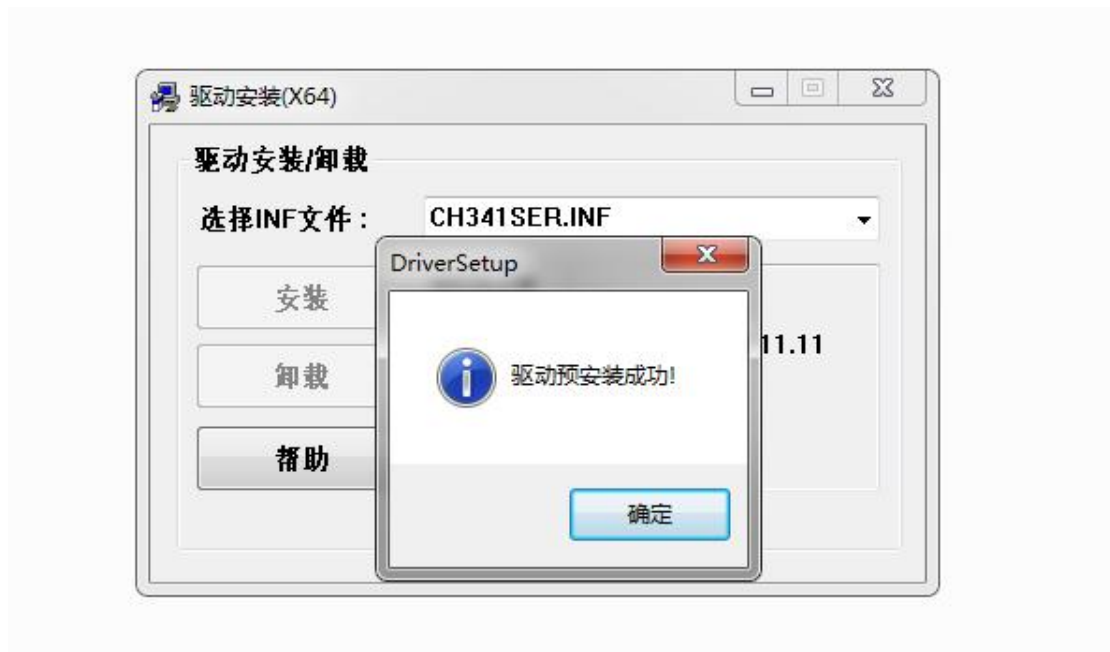 驱动安装(X64)
驱动安装/卸载
选择INF文件：
CH341SER.INF
DriverSetup
安装
11.11
驱动预安装成功!
卸载
帮助
确定